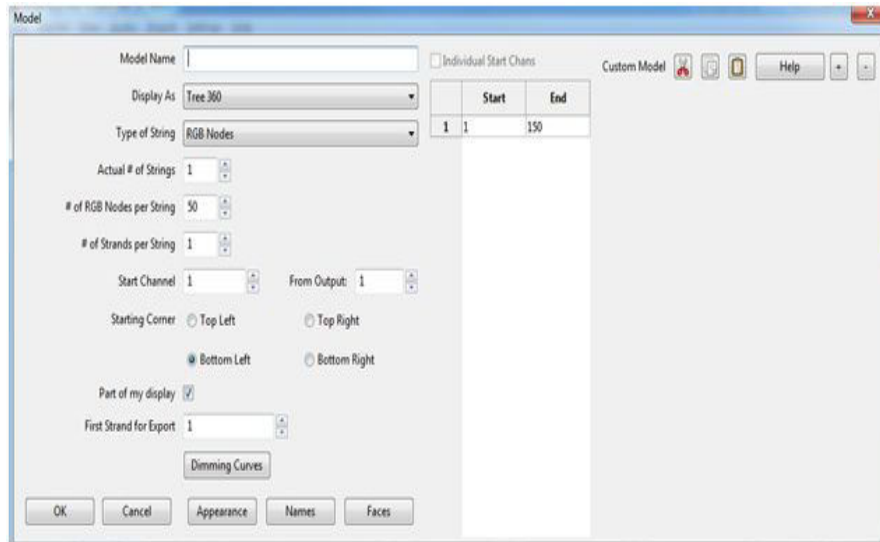 Model
Model Name
Individual Start Chans
Custom Model
Help
+
-
Display As Tree 360
Start End
Type of String RGB Nodes
1 1 150
Actual # of Strings 1
# of RGB Nodes per String 50
# of Strands per String 1
Start Channel 1 From Output: 1
Starting Corner Top Left Top Right
Bottom Left Bottom Right
Part of my display
First Strand for Export 1
Dimming Curves
OK Cancel Appearance Names Faces